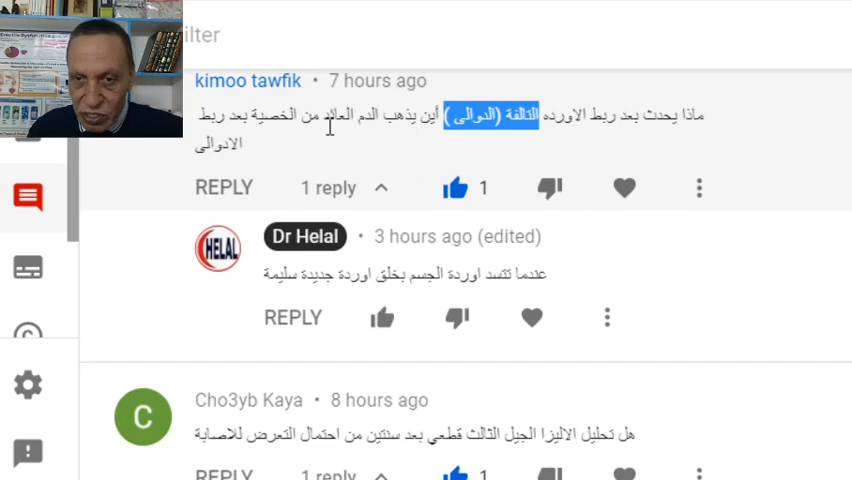 ilter
kimoo tawfik • 7 hours ago
ماذا يحدث بعد ربط الاورده التالفة (الدوالى ) أين يذهب الدم العائد من الخصية بعد ربط
الادوالى
REPLY 1 reply 1
HELAL
Dr Helal • 3 hours ago (edited)
عندما تتسد اوردة الجسم بخلق اوردة جديدة سليمة
REPLY
C
Cho3yb Kaya • 8 hours ago
هل تحليل الاليزا الجيل الثالث قطعي بعد سنتين من احتمال التعرض للاصابة
REPLY 1 reply 1